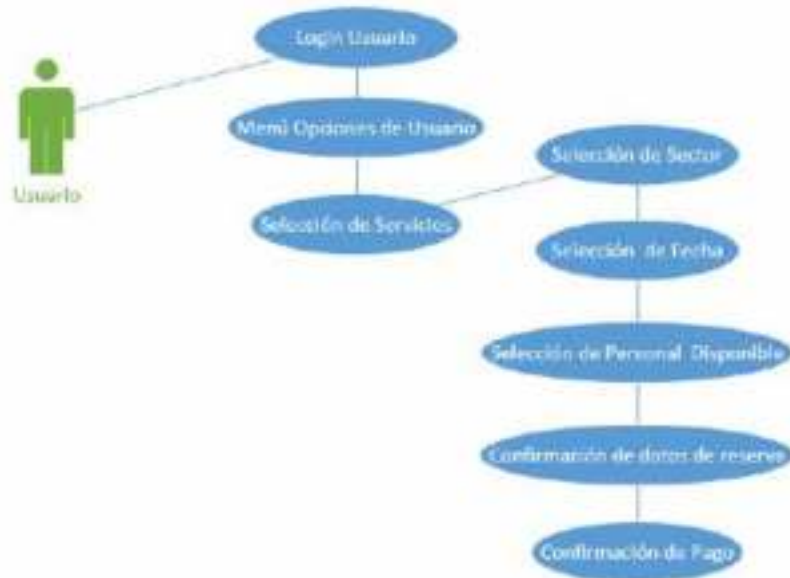 Login Usuario
Usuario
Menú Opciones de Usuario
Selección de Servicios
Selección de Sector
Selección de Fecha
Selección de Personal Disponible
Confirmación de datos de reserva
Confirmación de Pago